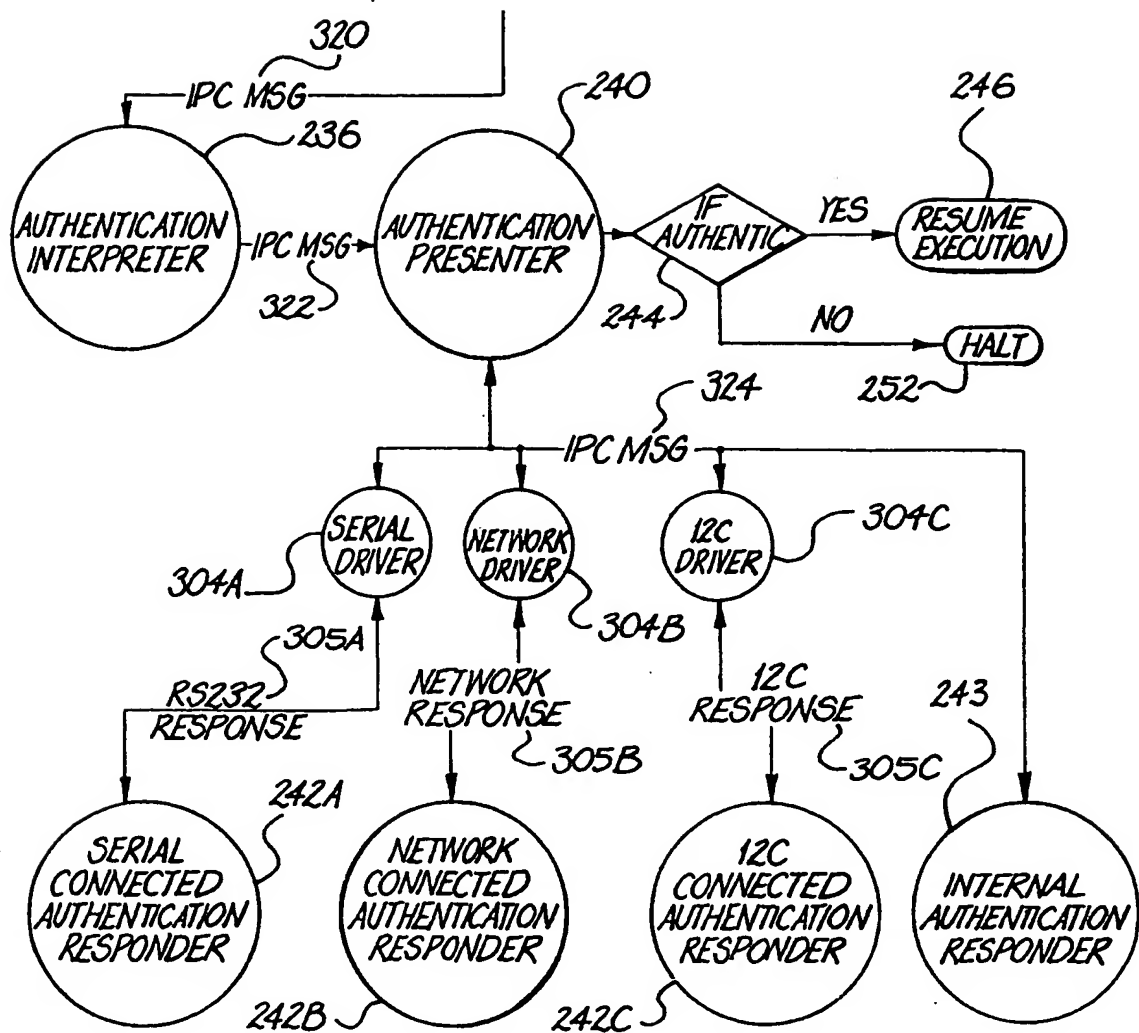 320
IPC MSG
240
246
236
AUTHENTICATION
INTERPRETER
IPC MSG
322
AUTHENTICATION
PRESENTER
IF
AUTHENTIC
244
YES
RESUME
EXECUTION
NO
HALT
252
324
IPC MSG
SERIAL
DRIVER
304A
NETWORK
DRIVER
304B
12C
DRIVER
304C
305A
RS232
RESPONSE
NETWORK
RESPONSE
305B
12C
RESPONSE
305C
243
242A
SERIAL
CONNECTED
AUTHENTICATION
RESPONDER
NETWORK
CONNECTED
AUTHENTICATION
RESPONDER
242B
12C
CONNECTED
AUTHENTICATION
RESPONDER
242C
INTERNAL
AUTHENTICATION
RESPONDER